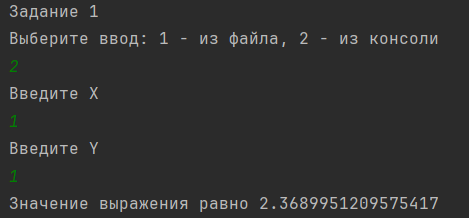 Задание 1
Выберите ввод: 1 - из файла, 2 - из консоли
2
Введите X
1
Введите Y
1
Значение выражения равно 2.3689951209575417